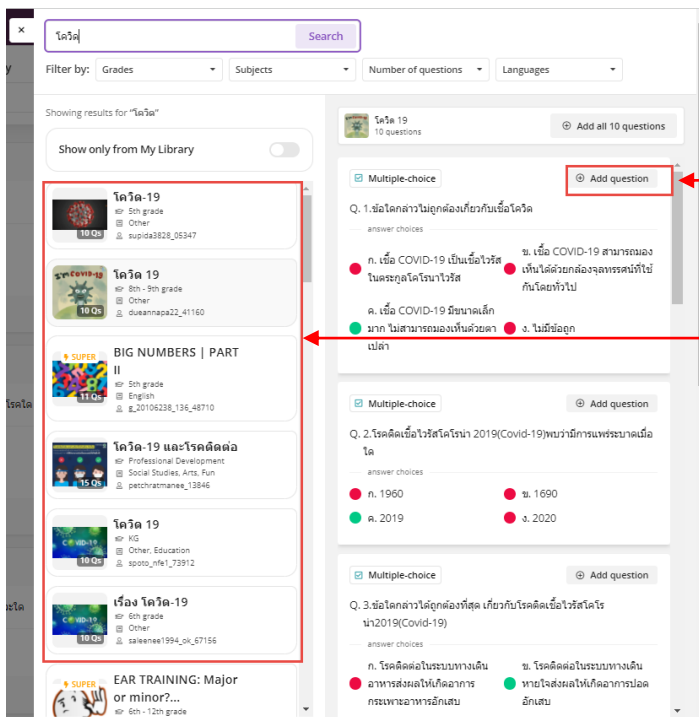 ×
y
โควิด
Search
Filter by:
Grades
Subjects
Number of questions
Languages
Showing results for "โควิด"
Show only from My Library
โควิด-19
5th grade
Other
supida3828_05347
10 Qs
โควิด 19
8th - 9th grade
Other
dueannapa22_41160
10 Qs
SUPER
BIG NUMBERS | PART
II
5th grade
English
g_20106238_136_48710
11 Qs
โควิด-19 และโรคติดต่อ
Professional Development
Social Studies, Arts, Fun
petchratmanee_13846
15 Qs
โควิด 19
KG
Other, Education
spoto_nfe1_73912
COVID-19
10 Qs
เรื่อง โควิด-19
6th grade
Other
saleenee1994_ok_67156
COVID-19
10 Qs
SUPER
EAR TRAINING: Major
or minor?...
6th - 12th grade
โควิด 19
10 questions
Add all 10 questions
Multiple-choice
Add question
Q. 1.ข้อใดกล่าวไม่ถูกต้องเกี่ยวกับเชื้อโควิด
answer choices
ก. เชื้อ COVID-19 เป็นเชื้อไวรัส
ในตระกูลโคโรนาไวรัส
ข. เชื้อ COVID-19 สามารถมอง
เห็นได้ด้วยกล้องจุลทรรศน์ที่ใช้
กันโดยทั่วไป
ค. เชื้อ COVID-19 มีขนาดเล็ก
มาก ไม่สามารถมองเห็นด้วยตา
เปล่า
ง. ไม่มีข้อถูก
Multiple-choice
Add question
Q. 2.โรคติดเชื้อไวรัสโคโรน่า 2019(Covid-19)พบว่ามีการแพร่ระบาดเมื่อ
ใด
answer choices
ก. 1960
ข. 1690
ค. 2019
ง. 2020
Multiple-choice
Add question
Q. 3.ข้อใดกล่าวได้ถูกต้องที่สุด เกี่ยวกับโรคติดเชื้อไวรัสโคโร
น่า2019(Covid-19)
answer choices
ก. โรคติดต่อในระบบทางเดิน
อาหารส่งผลให้เกิดอาการ
กระเพาะอาหารอักเสบ
ข. โรคติดต่อในระบบทางเดิน
หายใจส่งผลให้เกิดอาการปอด
อักเสบ